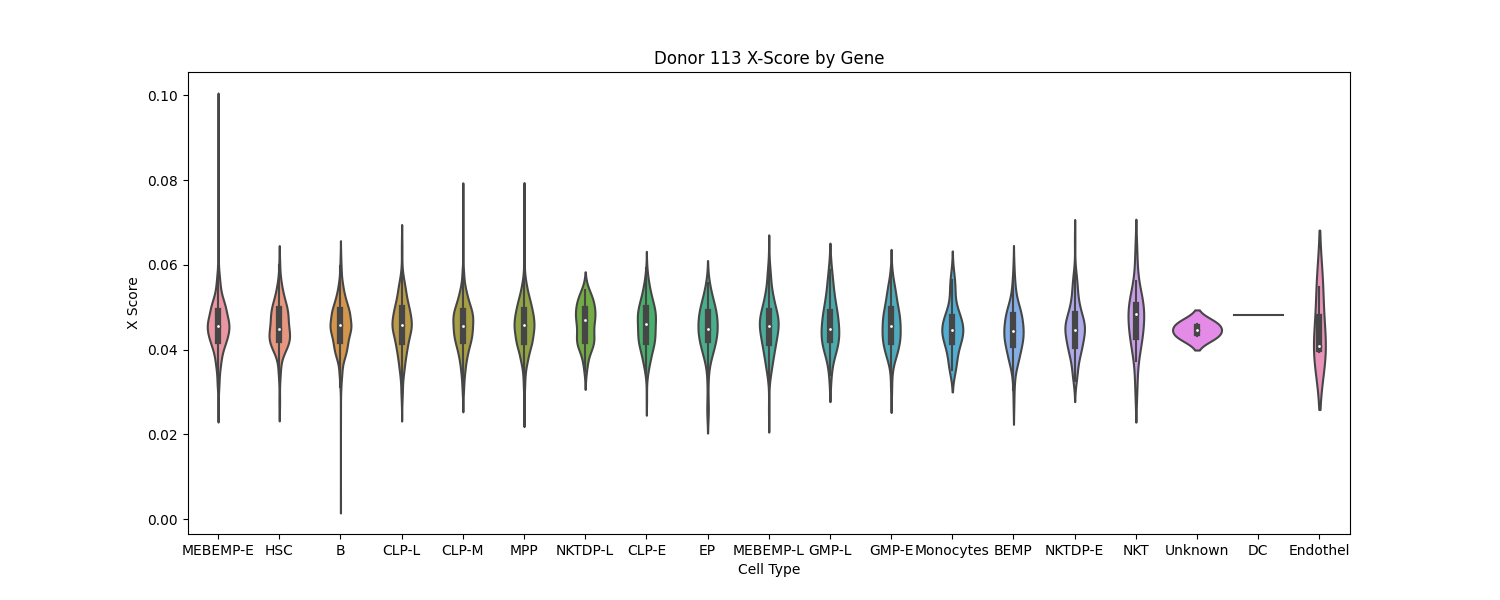 Donor 113 X-Score by Gene
X Score
0.10
0.08
0.06
0.04
0.02
0.00
MEBEMP-E HSC B CLP-L CLP-M MPP NKTDP-L CLP-E EP MEBEMP-L GMP-L GMP-E Monocytes BEMP NKTDP-E NKT Unknown DC Endothel
Cell Type